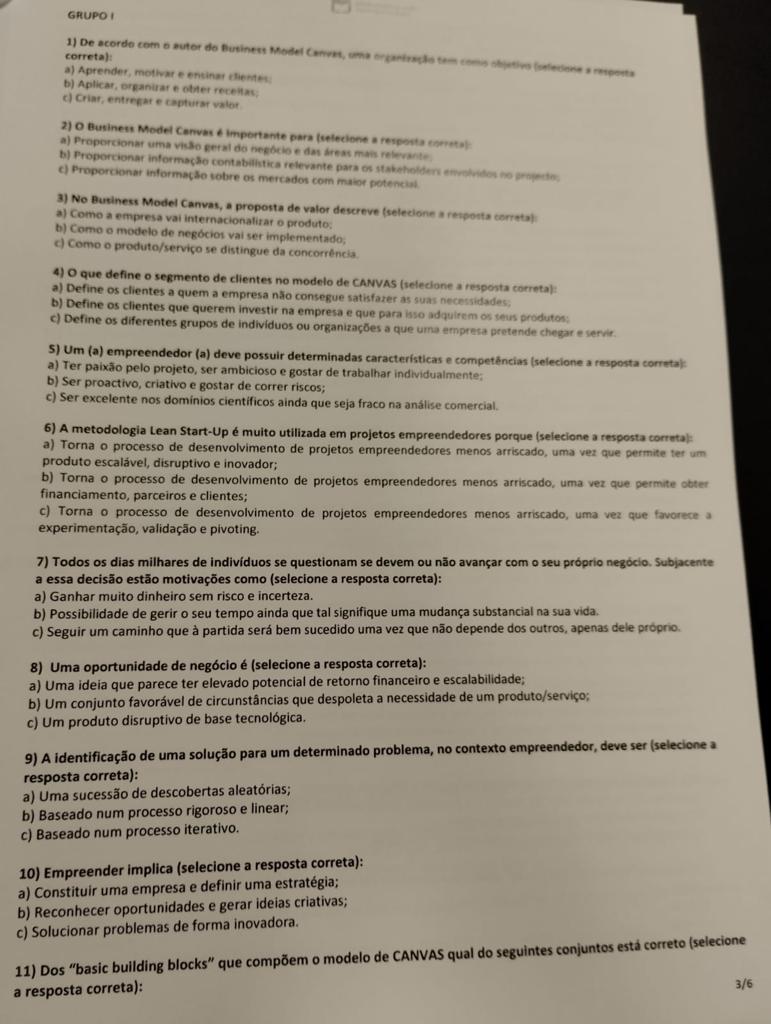 GRUPO I
1) De acordo com o autor do Business Model Canvas, uma organização tem como objetivo (selecione a resposta
correta):
a) Aprender, motivar e ensinar clientes;
b) Aplicar, organizar e obter receitas;
c) Criar, entregar e capturar valor.
2) O Business Model Canvas é importante para (selecione a resposta correta):
a) Proporcionar uma visão geral do negócio e das áreas mais relevante;
b) Proporcionar informação contabilística relevante para os stakeholders envolvidos no projecto;
c) Proporcionar informação sobre os mercados com maior potencial.
3) No Business Model Canvas, a proposta de valor descreve (selecione a resposta correta):
a) Como a empresa vai internacionalizar o produto;
b) Como o modelo de negócios vai ser implementado;
c) Como o produto/serviço se distingue da concorrência.
4) O que define o segmento de clientes no modelo de CANVAS (selecione a resposta correta):
a) Define os clientes a quem a empresa não consegue satisfazer as suas necessidades;
b) Define os clientes que querem investir na empresa e que para isso adquirem os seus produtos;
c) Define os diferentes grupos de indivíduos ou organizações a que uma empresa pretende chegar e servir.
5) Um (a) empreendedor (a) deve possuir determinadas características e competências (selecione a resposta correta):
a) Ter paixão pelo projeto, ser ambicioso e gostar de trabalhar individualmente;
b) Ser proactivo, criativo e gostar de correr riscos;
c) Ser excelente nos domínios científicos ainda que seja fraco na análise comercial.
6) A metodologia Lean Start-Up é muito utilizada em projetos empreendedores porque (selecione a resposta correta):
a) Torna o processo de desenvolvimento de projetos empreendedores menos arriscado, uma vez que permite ter um
produto escalável, disruptivo e inovador;
b) Torna o processo de desenvolvimento de projetos empreendedores menos arriscado, uma vez que permite obter
financiamento, parceiros e clientes;
c) Torna o processo de desenvolvimento de projetos empreendedores menos arriscado, uma vez que favorece a
experimentação, validação e pivoting.
7) Todos os dias milhares de indivíduos se questionam se devem ou não avançar com o seu próprio negócio. Subjacente
a essa decisão estão motivações como (selecione a resposta correta):
a) Ganhar muito dinheiro sem risco e incerteza.
b) Possibilidade de gerir o seu tempo ainda que tal signifique uma mudança substancial na sua vida.
c) Seguir um caminho que à partida será bem sucedido uma vez que não depende dos outros, apenas dele próprio.
8) Uma oportunidade de negócio é (selecione a resposta correta):
a) Uma ideia que parece ter elevado potencial de retorno financeiro e escalabilidade;
b) Um conjunto favorável de circunstâncias que despoleta a necessidade de um produto/serviço;
c) Um produto disruptivo de base tecnológica.
9) A identificação de uma solução para um determinado problema, no contexto empreendedor, deve ser (selecione a
resposta correta):
a) Uma sucessão de descobertas aleatórias;
b) Baseado num processo rigoroso e linear;
c) Baseado num processo iterativo.
10) Empreender implica (selecione a resposta correta):
a) Constituir uma empresa e definir uma estratégia;
b) Reconhecer oportunidades e gerar ideias criativas;
c) Solucionar problemas de forma inovadora.
11) Dos "basic building blocks" que compõem o modelo de CANVAS qual do seguintes conjuntos está correto (selecione
a resposta correta):
3/6